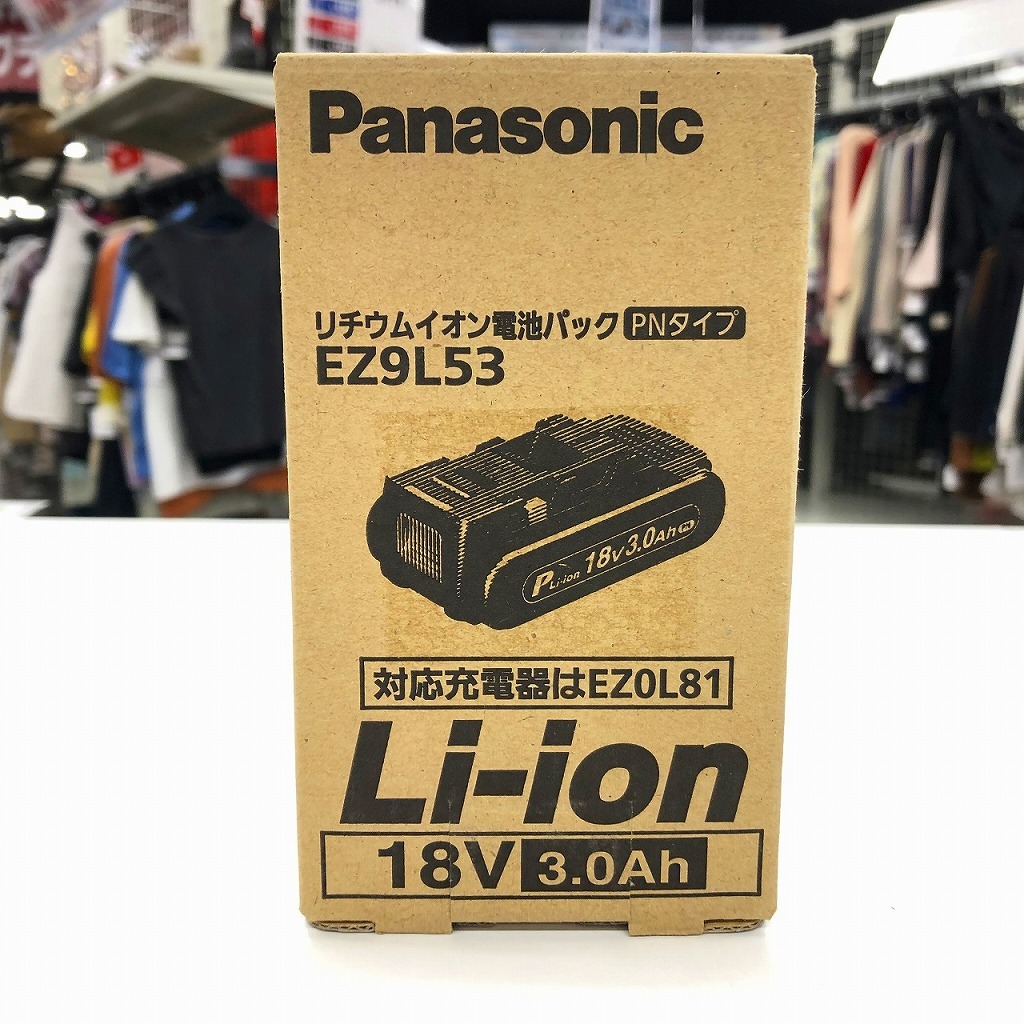 Panasonic
リチウムイオン電池パック PNタイプ
EZ9L53
P Li-ion 18V 3.0Ah PN
対応充電器はEZ0L81
Li-ion
18V 3.0Ah